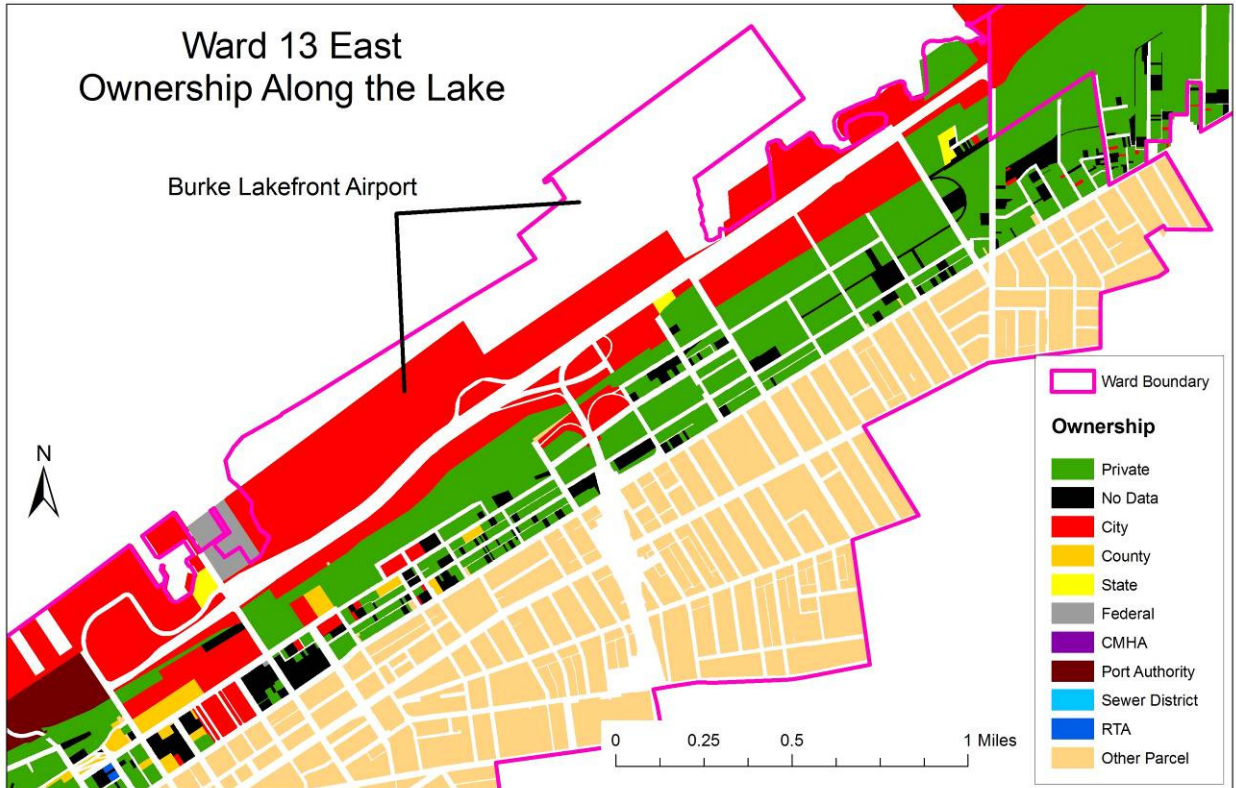 Ward 13 East
Ownership Along the Lake
Burke Lakefront Airport
N
Ward Boundary
Ownership
Private
No Data
City
County
State
Federal
CMHA
Port Authority
Sewer District
RTA
Other Parcel
0 0.25 0.5 1 Miles